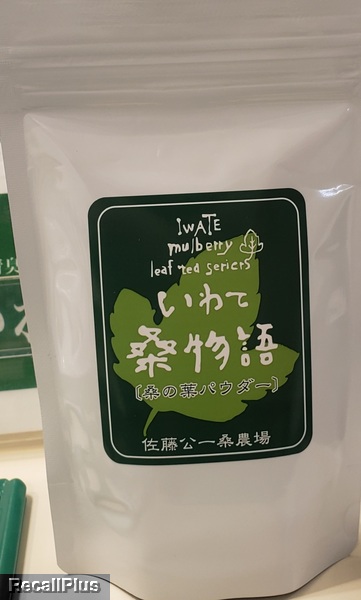 IWATE
mulberry
leaf tea series
いわて
桑物語
〔桑の葉パウダー〕
佐藤公一桑農場
RecallPlus